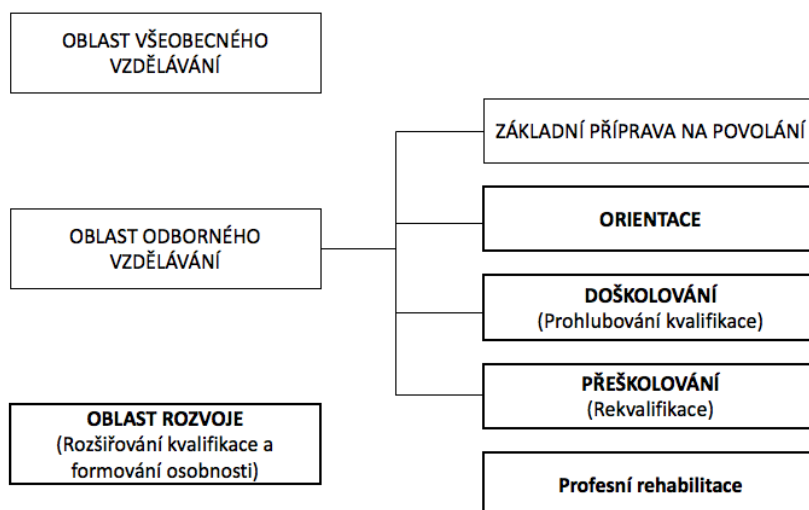 OBLAST VŠEOBECNÉHO
VZDĚLÁVÁNÍ
ZÁKLADNÍ PŘÍPRAVA NA POVOLÁNÍ
ORIENTACE
OBLAST ODBORNÉHO
VZDĚLÁVÁNÍ
DOŠKOLOVÁNÍ
(Prohlubování kvalifikace)
PŘEŠKOLOVÁNÍ
(Rekvalifikace)
OBLAST ROZVOJE
(Rozšiřování kvalifikace a
formování osobnosti)
Profesní rehabilitace